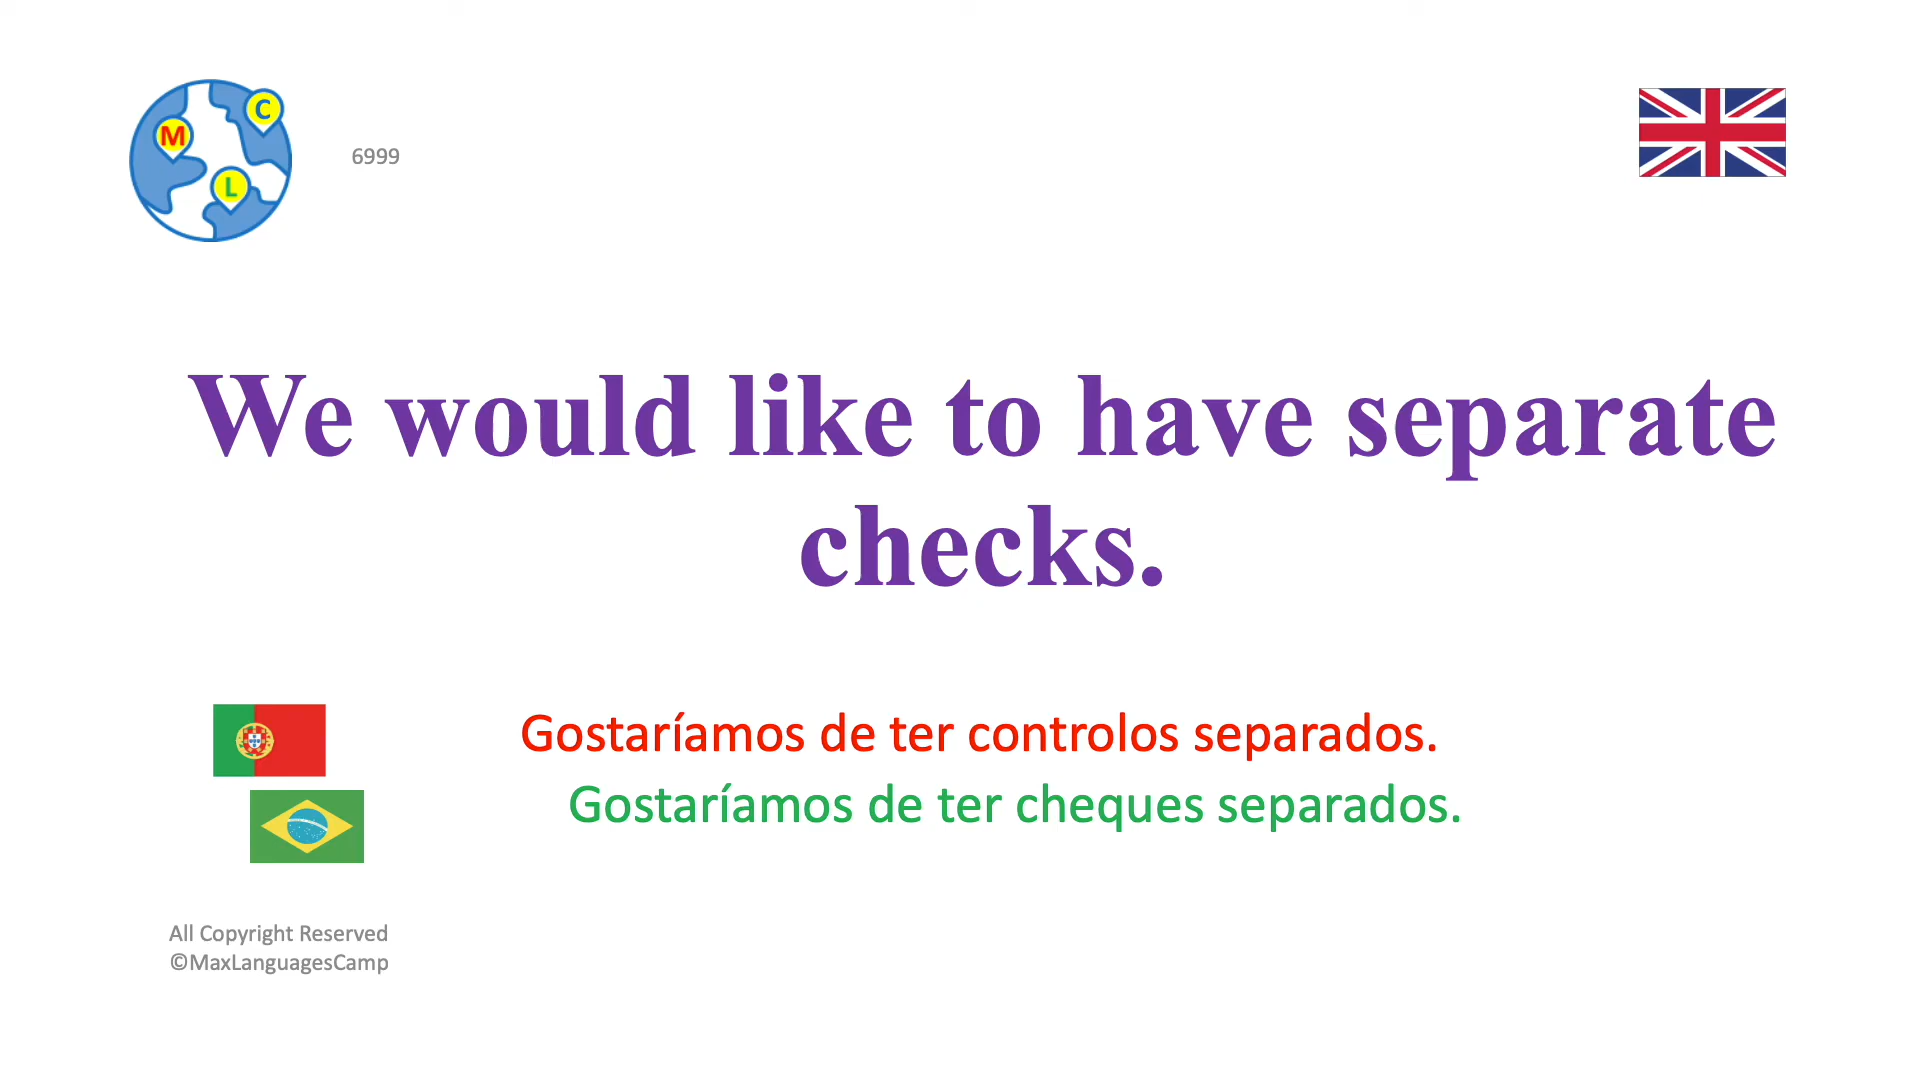 C
M
L
6999
We would like to have separate
checks.
Gostaríamos de ter controlos separados.
Gostaríamos de ter cheques separados.
All Copyright Reserved
©MaxLanguagesCamp